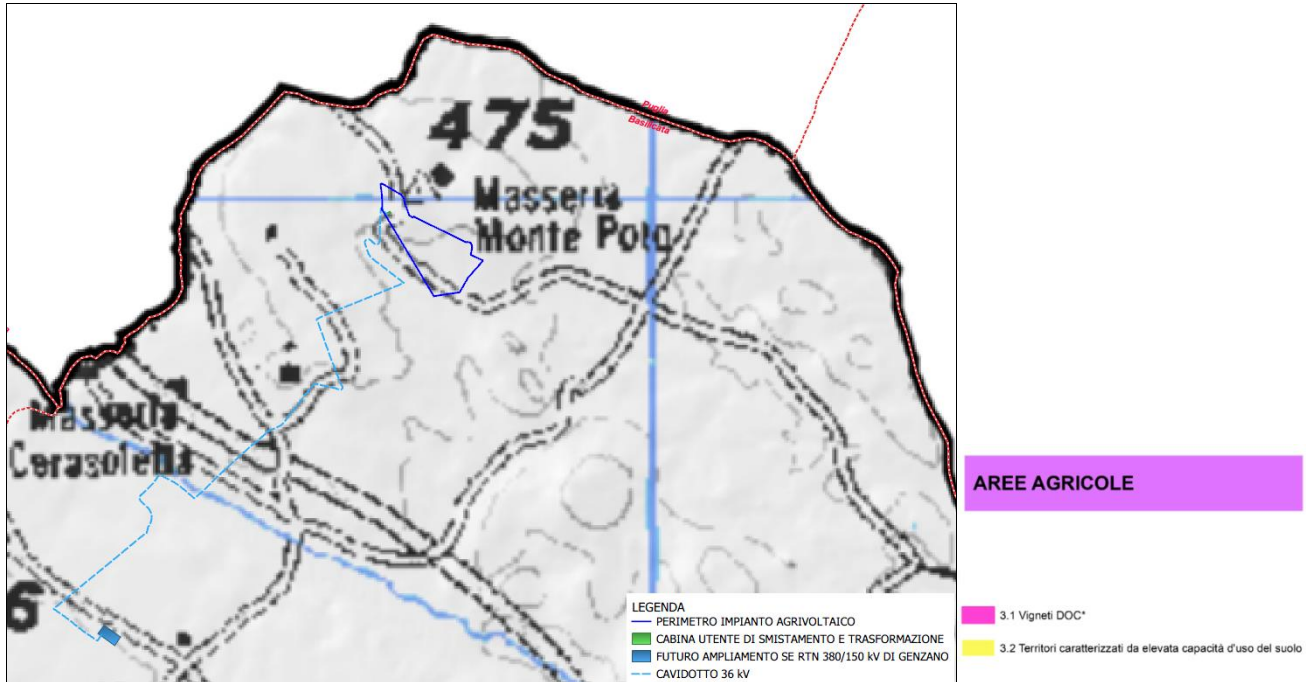 Puglia
Basilicata
475
Masseria
Monte Pota
Masseria
Cerasoletta
6
LEGENDA
PERIMETRO IMPIANTO AGRIVOLTAICO
CABINA UTENTE DI SMISTAMENTO E TRASFORMAZIONE
FUTURO AMPLIAMENTO SE RTN 380/150 kV DI GENZANO
CAVIDOTTO 36 kV
AREE AGRICOLE
3.1 Vigneti DOC*
3.2 Territori caratterizzati da elevata capacità d'uso del suolo